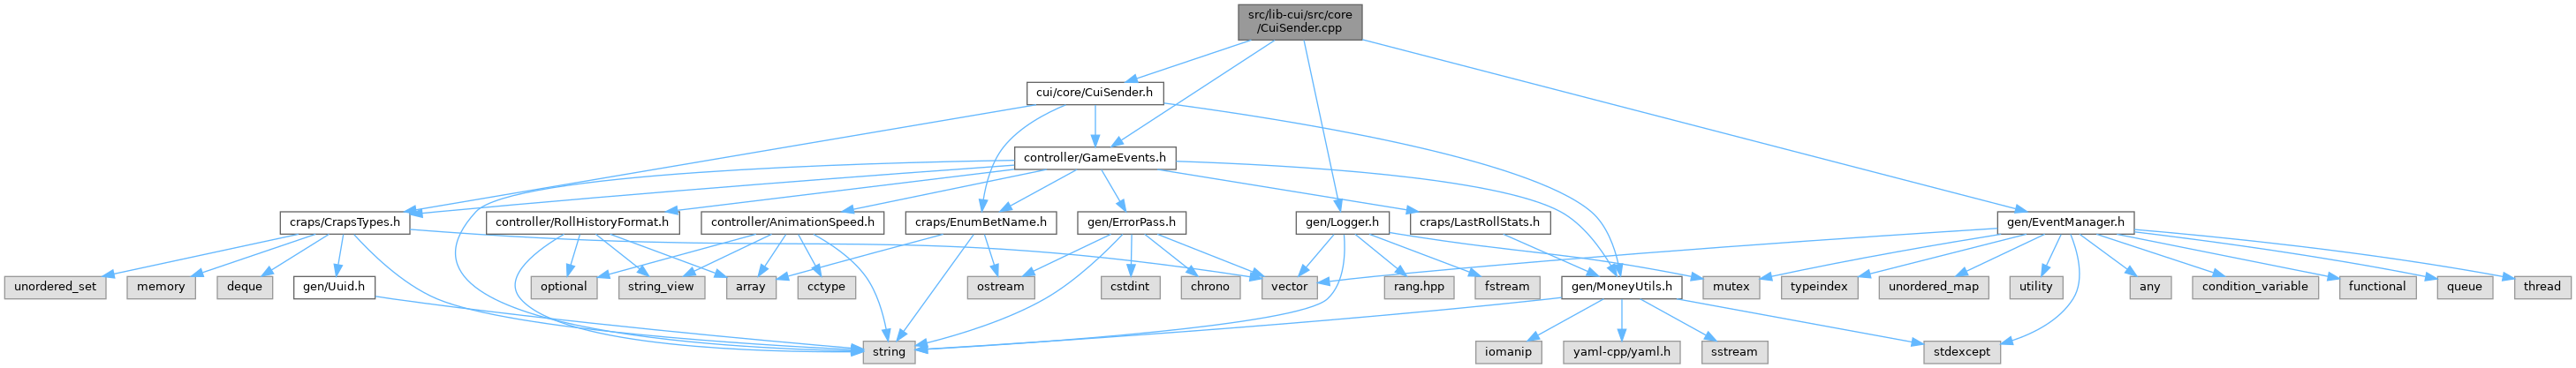 src/lib-cui/src/core
/CuiSender.cpp
cui/core/CuiSender.h
controller/GameEvents.h
craps/CrapsTypes.h
controller/RollHistoryFormat.h
controller/AnimationSpeed.h
craps/EnumBetName.h
gen/ErrorPass.h
gen/Logger.h
craps/LastRollStats.h
gen/EventManager.h
unordered_set
memory
deque
gen/Uuid.h
optional
string_view
array
cctype
ostream
cstdint
chrono
vector
rang.hpp
fstream
gen/MoneyUtils.h
mutex
typeindex
unordered_map
utility
any
condition_variable
functional
queue
thread
string
iomanip
yaml-cpp/yaml.h
sstream
stdexcept